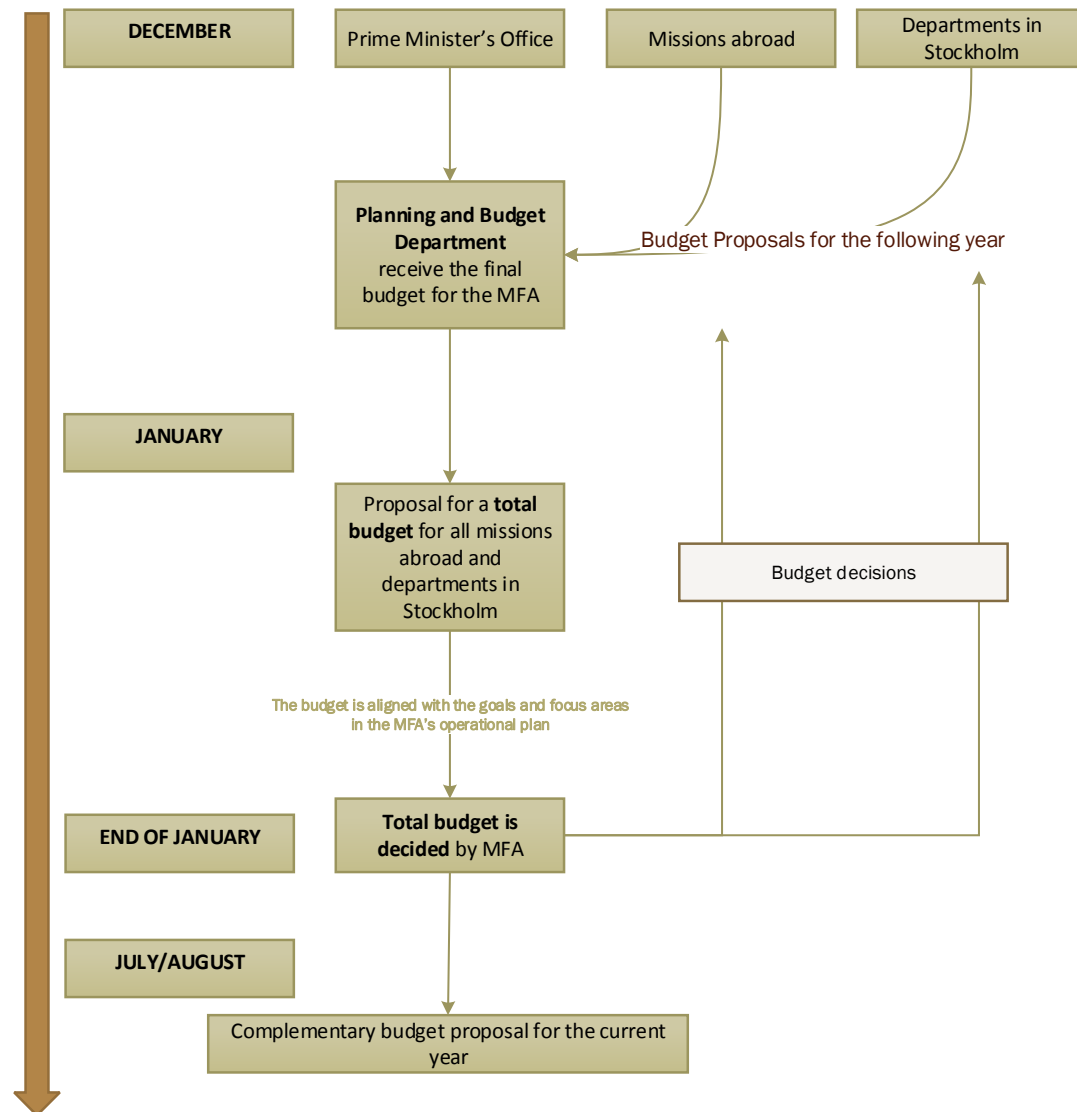 DECEMBER
Prime Minister's Office
Missions abroad
Departments in
Stockholm
Planning and Budget
Department
receive the final
budget for the MFA
Budget Proposals for the following year
JANUARY
Proposal for a total
budget for all missions
abroad and
departments in
Stockholm
Budget decisions
The budget is aligned with the goals and focus areas
in the MFA's operational plan
END OF JANUARY
Total budget is
decided by MFA
JULY/AUGUST
Complementary budget proposal for the current
year